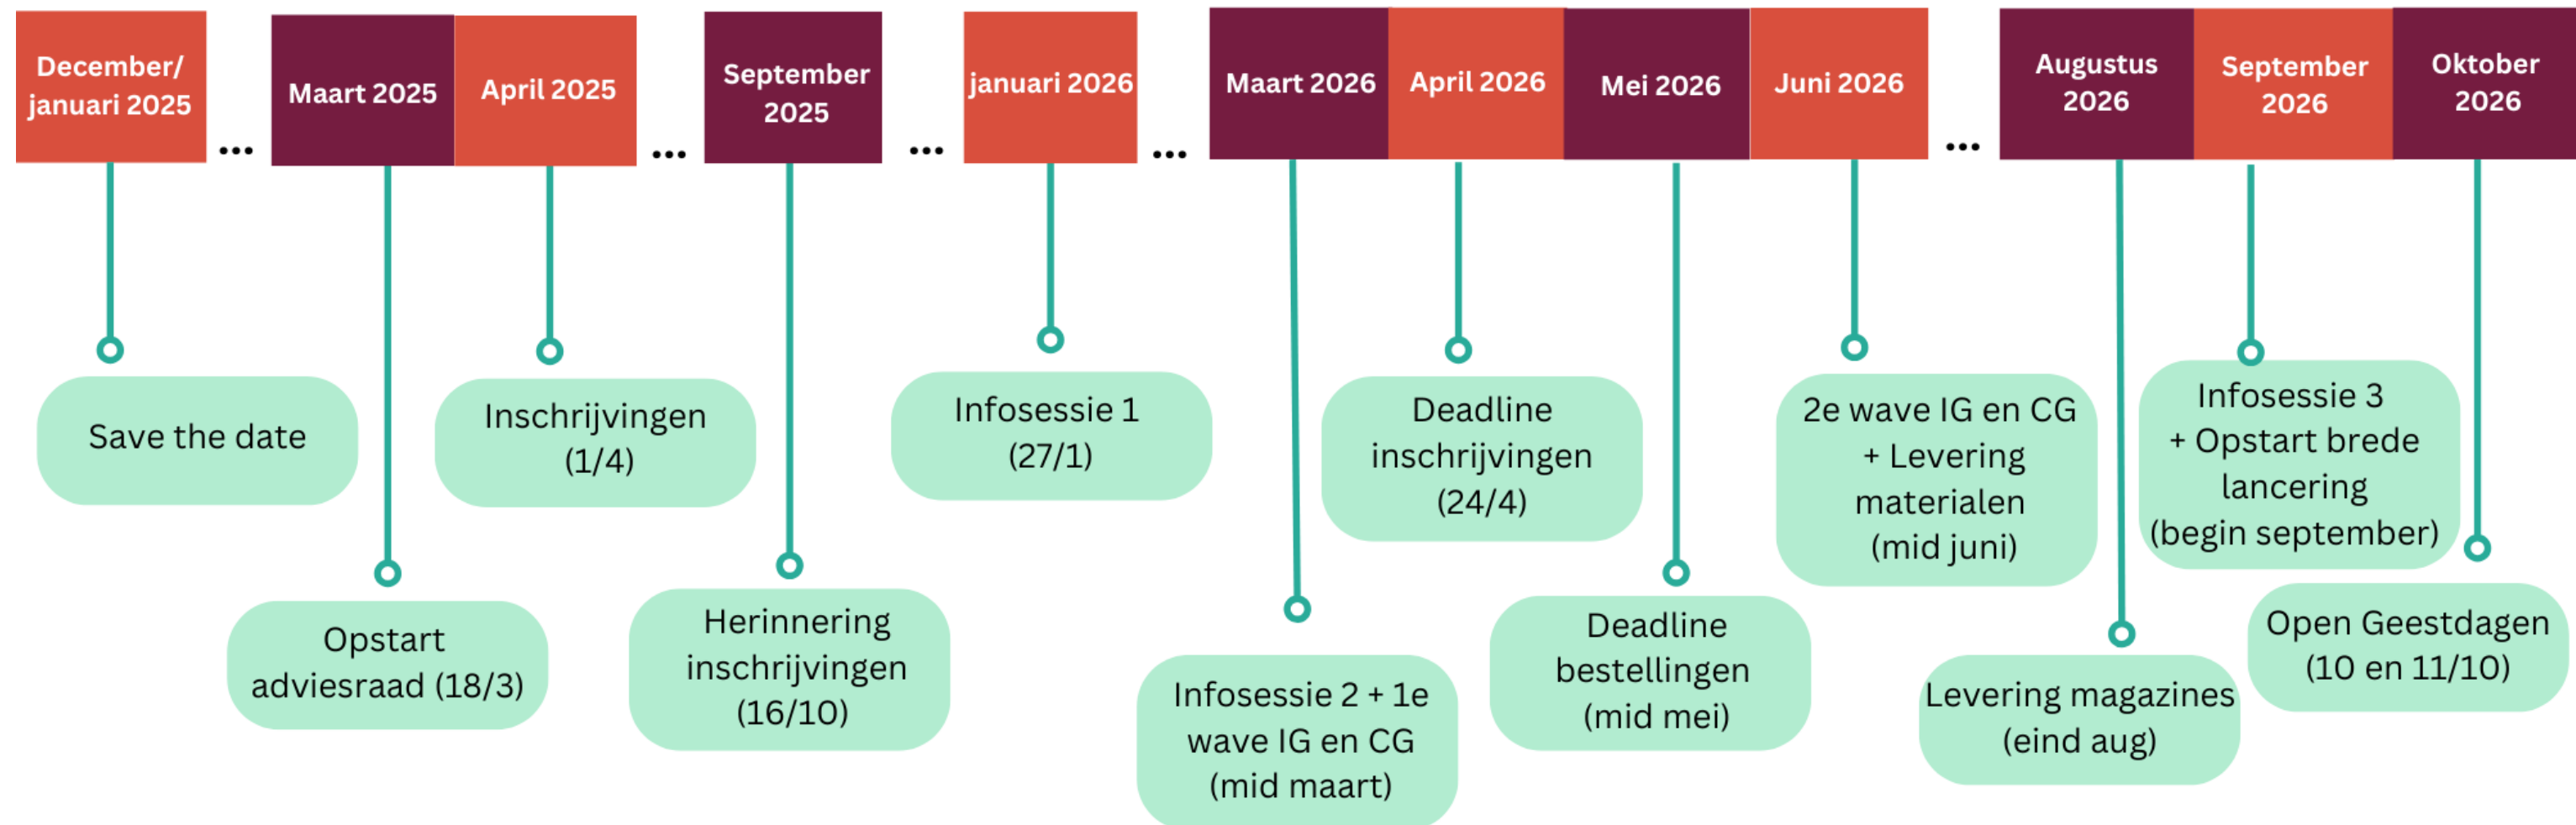 December/
januari 2025
...
Maart 2025
April 2025
...
September
2025
...
januari 2026
...
Maart 2026
April 2026
Mei 2026
Juni 2026
...
Augustus
2026
September
2026
Oktober
2026
Save the date
Opstart
adviesraad (18/3)
Inschrijvingen
(1/4)
Herinnering
inschrijvingen
(16/10)
Infosessie 1
(27/1)
Infosessie 2 + 1e
wave IG en CG
(mid maart)
Deadline
inschrijvingen
(24/4)
Deadline
bestellingen
(mid mei)
2e wave IG en CG
+ Levering
materialen
(mid juni)
Levering magazines
(eind aug)
Infosessie 3
+ Opstart brede
lancering
(begin september)
Open Geestdagen
(10 en 11/10)